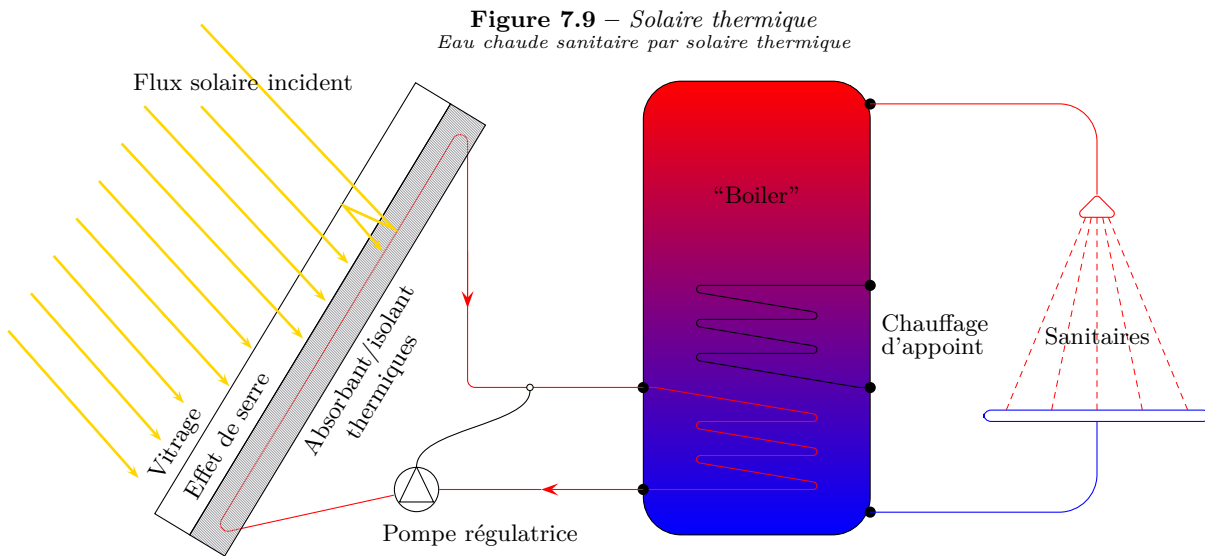 Figure 7.9 – Solaire thermique
Eau chaude sanitaire par solaire thermique
Flux solaire incident
Vitrage
Effet de serre
Absorbant/isolant
thermiques
“Boiler”
Chauffage
d'appoint
Sanitaires
Pompe régulatrice